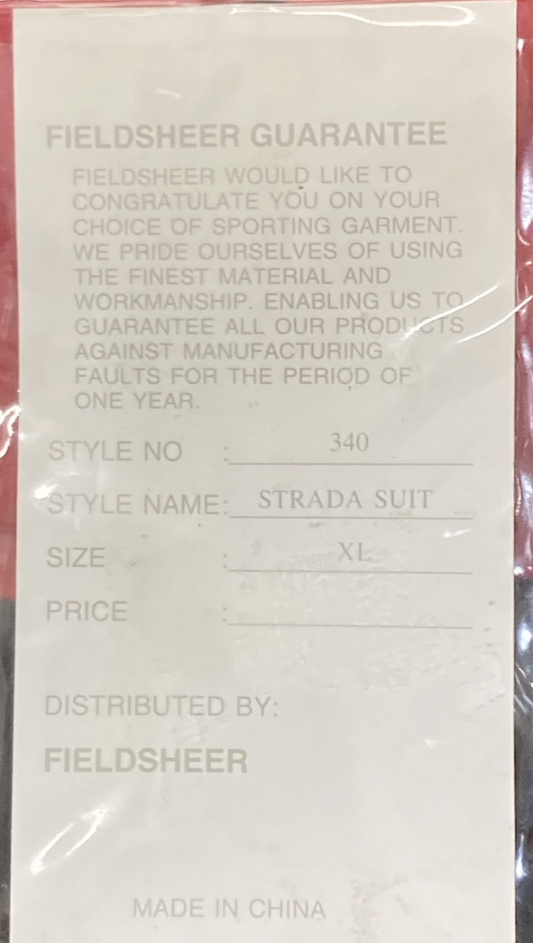 FIELDSHEER GUARANTEE
FIELDSHEER WOULD LIKE TO
CONGRATULATE YOU ON YOUR
CHOICE OF SPORTING GARMENT.
WE PRIDE OURSELVES OF USING
THE FINEST MATERIAL AND
WORKMANSHIP. ENABLING US TO
GUARANTEE ALL OUR PRODUCTS
AGAINST MANUFACTURING
FAULTS FOR THE PERIOD OF
ONE YEAR.
STYLE NO : 340
STYLE NAME: STRADA SUIT
SIZE : XL
PRICE :
DISTRIBUTED BY:
FIELDSHEER
MADE IN CHINA